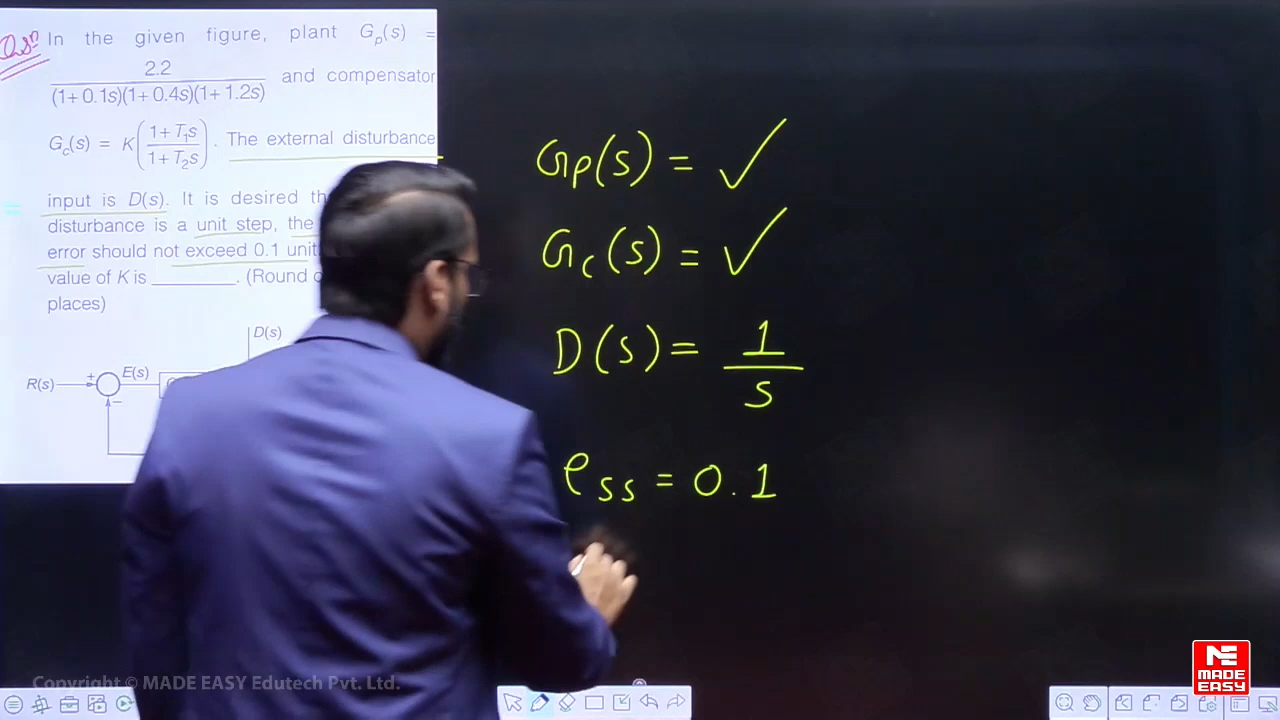 Qs^n In the given figure, plant Gp(s) =
2.2
(1+0.1s)(1+0.4s)(1+1.2s) and compensator
Gc(s) = K(1+T1s / 1+T2s). The external disturbance
input is D(s). It is desired
disturbance is a unit step, the
error should not exceed 0.1 unit
value of K is ________. (Round
places)
D(s)
R(s) + E(s)
−
Gp(s) = ✓
Gc(s) = ✓
D(s) = 1/s
ess = 0.1
Copyright © MADE EASY Edutech Pvt. Ltd.
ME
MADE
EASY